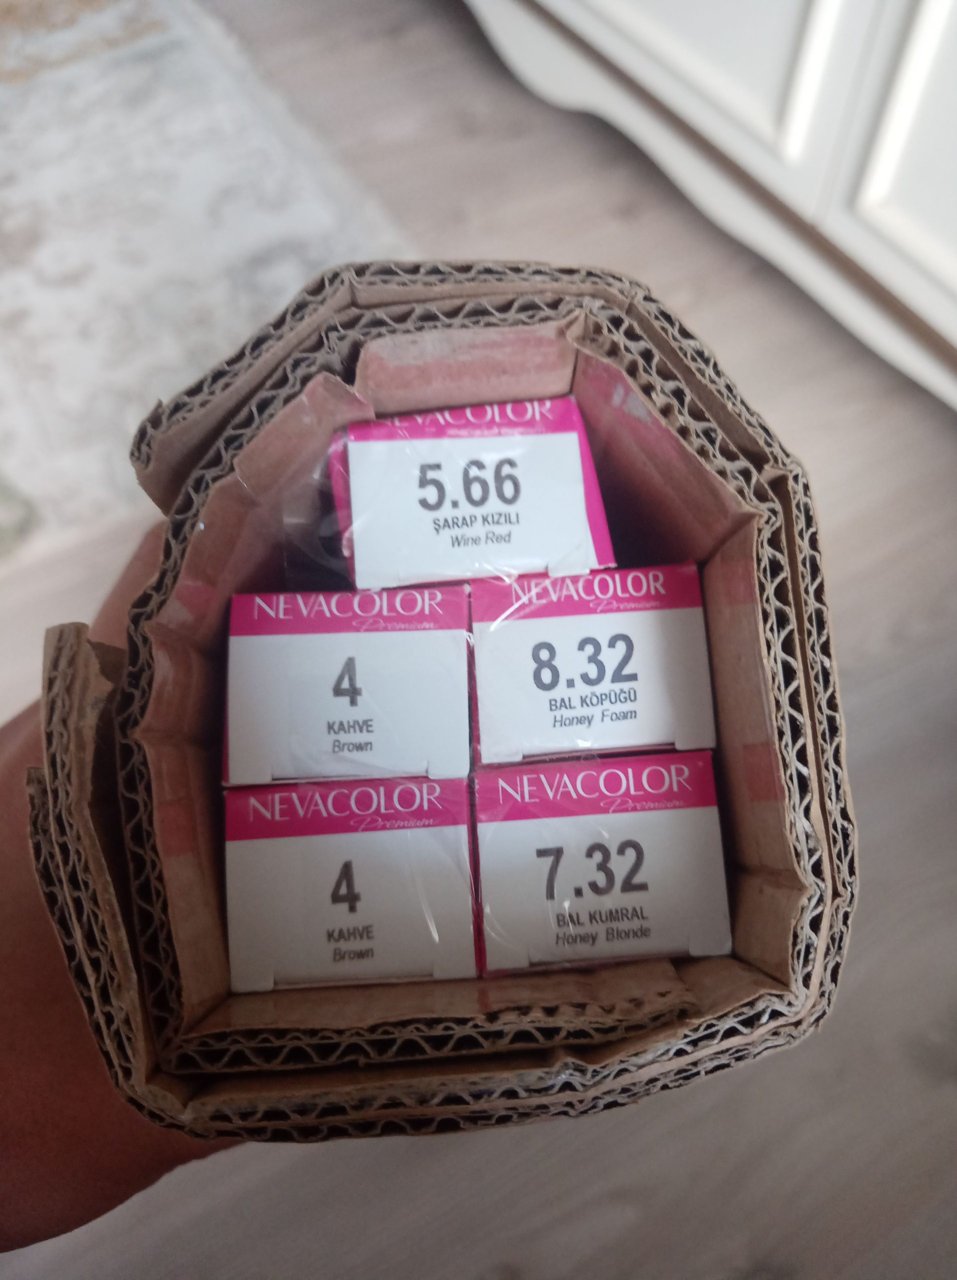 NEVACOLOR
5.66
ŞARAP KIZILI
Wine Red
NEVACOLOR
Premium
4
KAHVE
Brown
NEVACOLOR
Premium
8.32
BAL KÖPÜĞÜ
Honey Foam
NEVACOLOR
Premium
4
KAHVE
Brown
NEVACOLOR
Premium
7.32
BAL KUMRAL
Honey Blonde